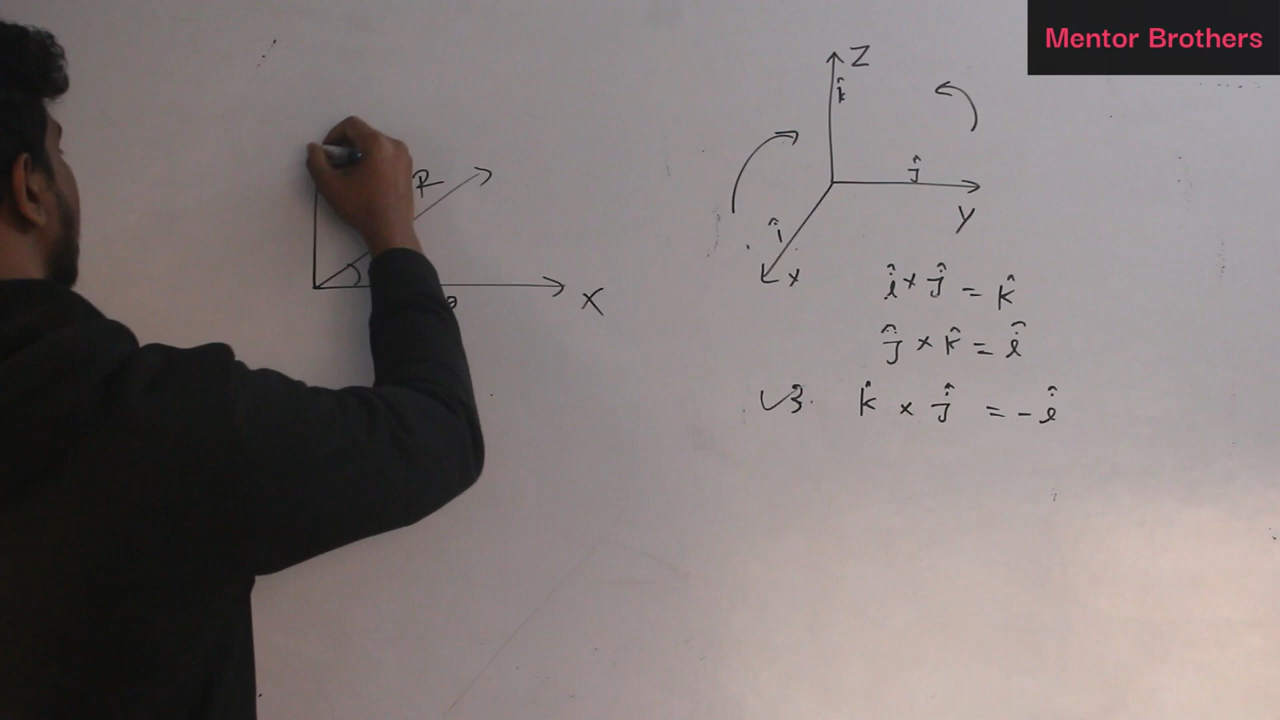 Mentor Brothers
Z
k̂
R
ĵ
Y
î
X
X
î × ĵ = k̂
ĵ × k̂ = î
k̂ × ĵ = -î